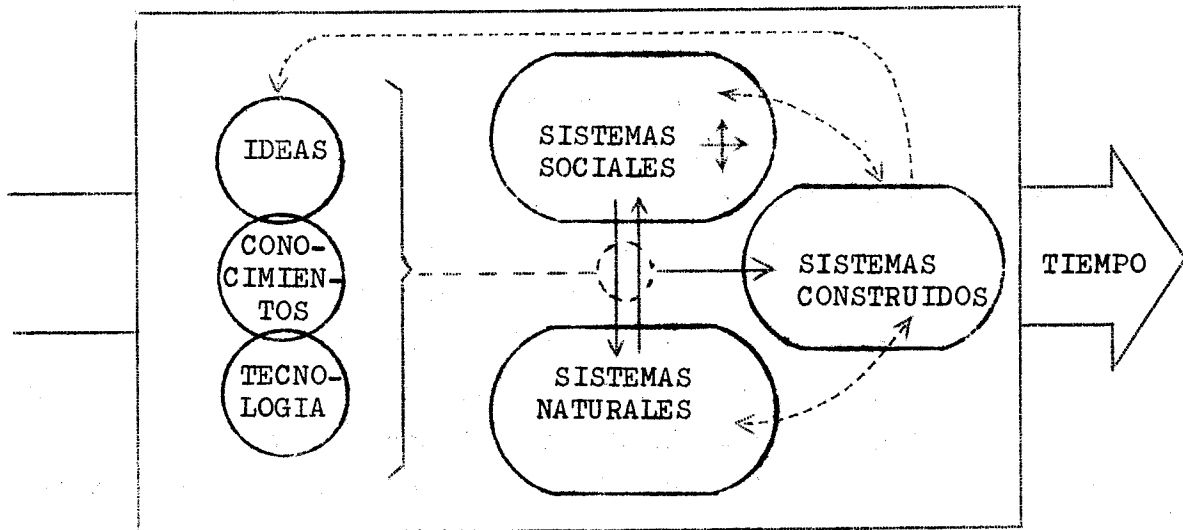 IDEAS
CONO-
CIMIEN-
TOS
TECNO-
LOGIA
SISTEMAS
SOCIALES
SISTEMAS
NATURALES
SISTEMAS
CONSTRUIDOS
TIEMPO